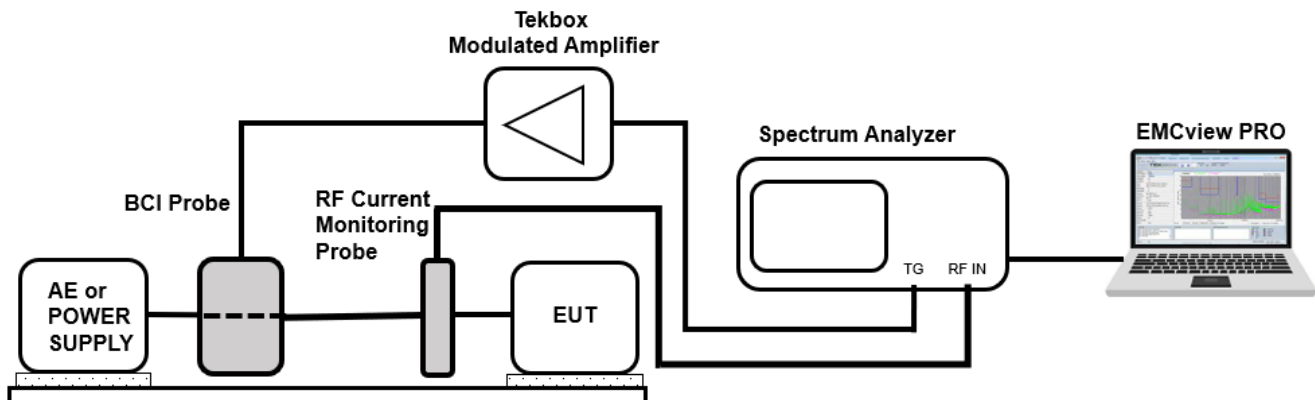 Tekbox
Modulated Amplifier
Spectrum Analyzer
EMCview PRO
BCI Probe
RF Current
Monitoring
Probe
TG
RF IN
AE or
POWER
SUPPLY
EUT